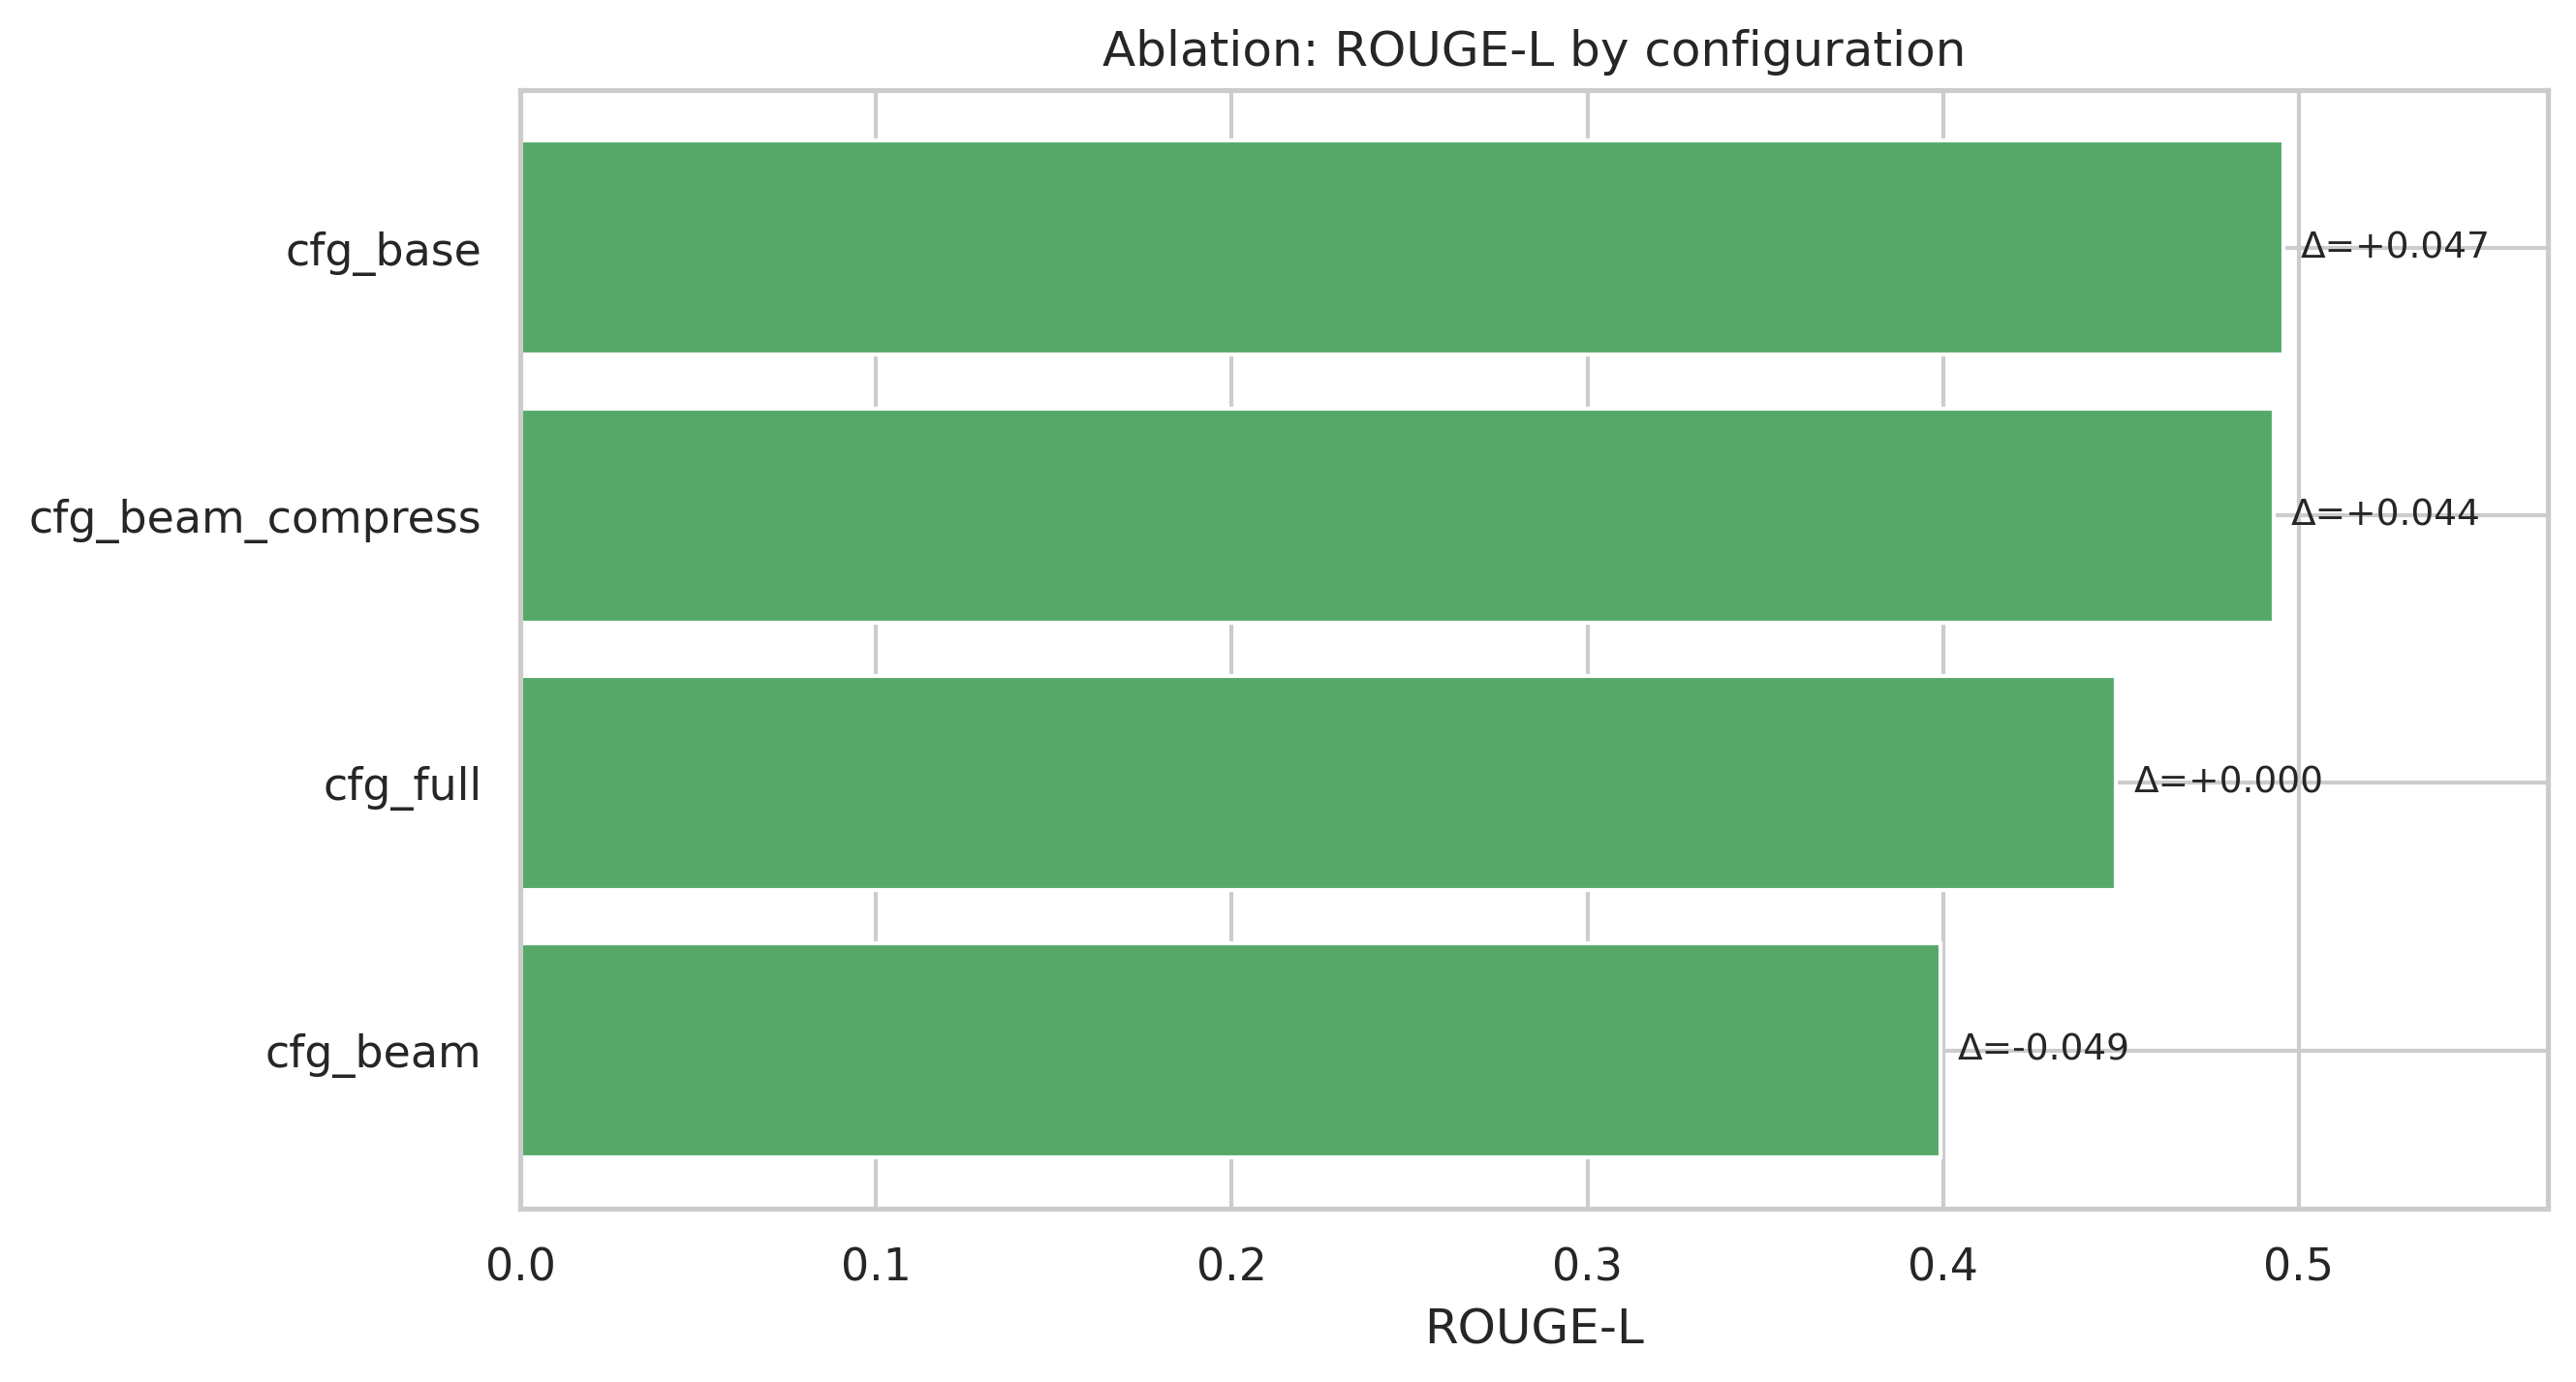 Ablation: ROUGE-L by configuration
cfg_base
Δ=+0.047
cfg_beam_compress
Δ=+0.044
cfg_full
Δ=+0.000
cfg_beam
Δ=-0.049
0.0 0.1 0.2 0.3 0.4 0.5
ROUGE-L